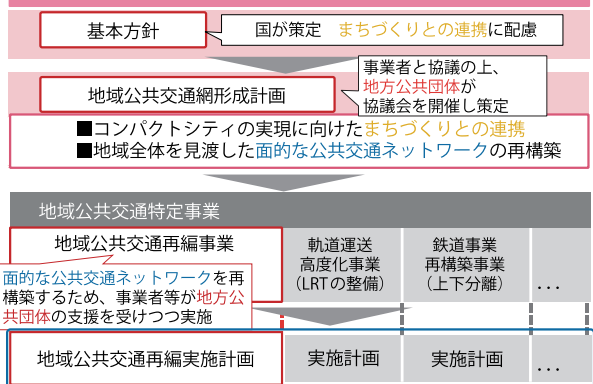 基本方針
国が策定 まちづくりとの連携に配慮
事業者と協議の上、
地方公共団体が
協議会を開催し策定
地域公共交通網形成計画
■コンパクトシティの実現に向けたまちづくりとの連携
■地域全体を見渡した面的な公共交通ネットワークの再構築
地域公共交通特定事業
地域公共交通再編事業
軌道運送
高度化事業
（LRTの整備）
鉄道事業
再構築事業
（上下分離）
...
面的な公共交通ネットワークを再
構築するため、事業者等が地方公
共団体の支援を受けつつ実施
地域公共交通再編実施計画
実施計画
実施計画
...